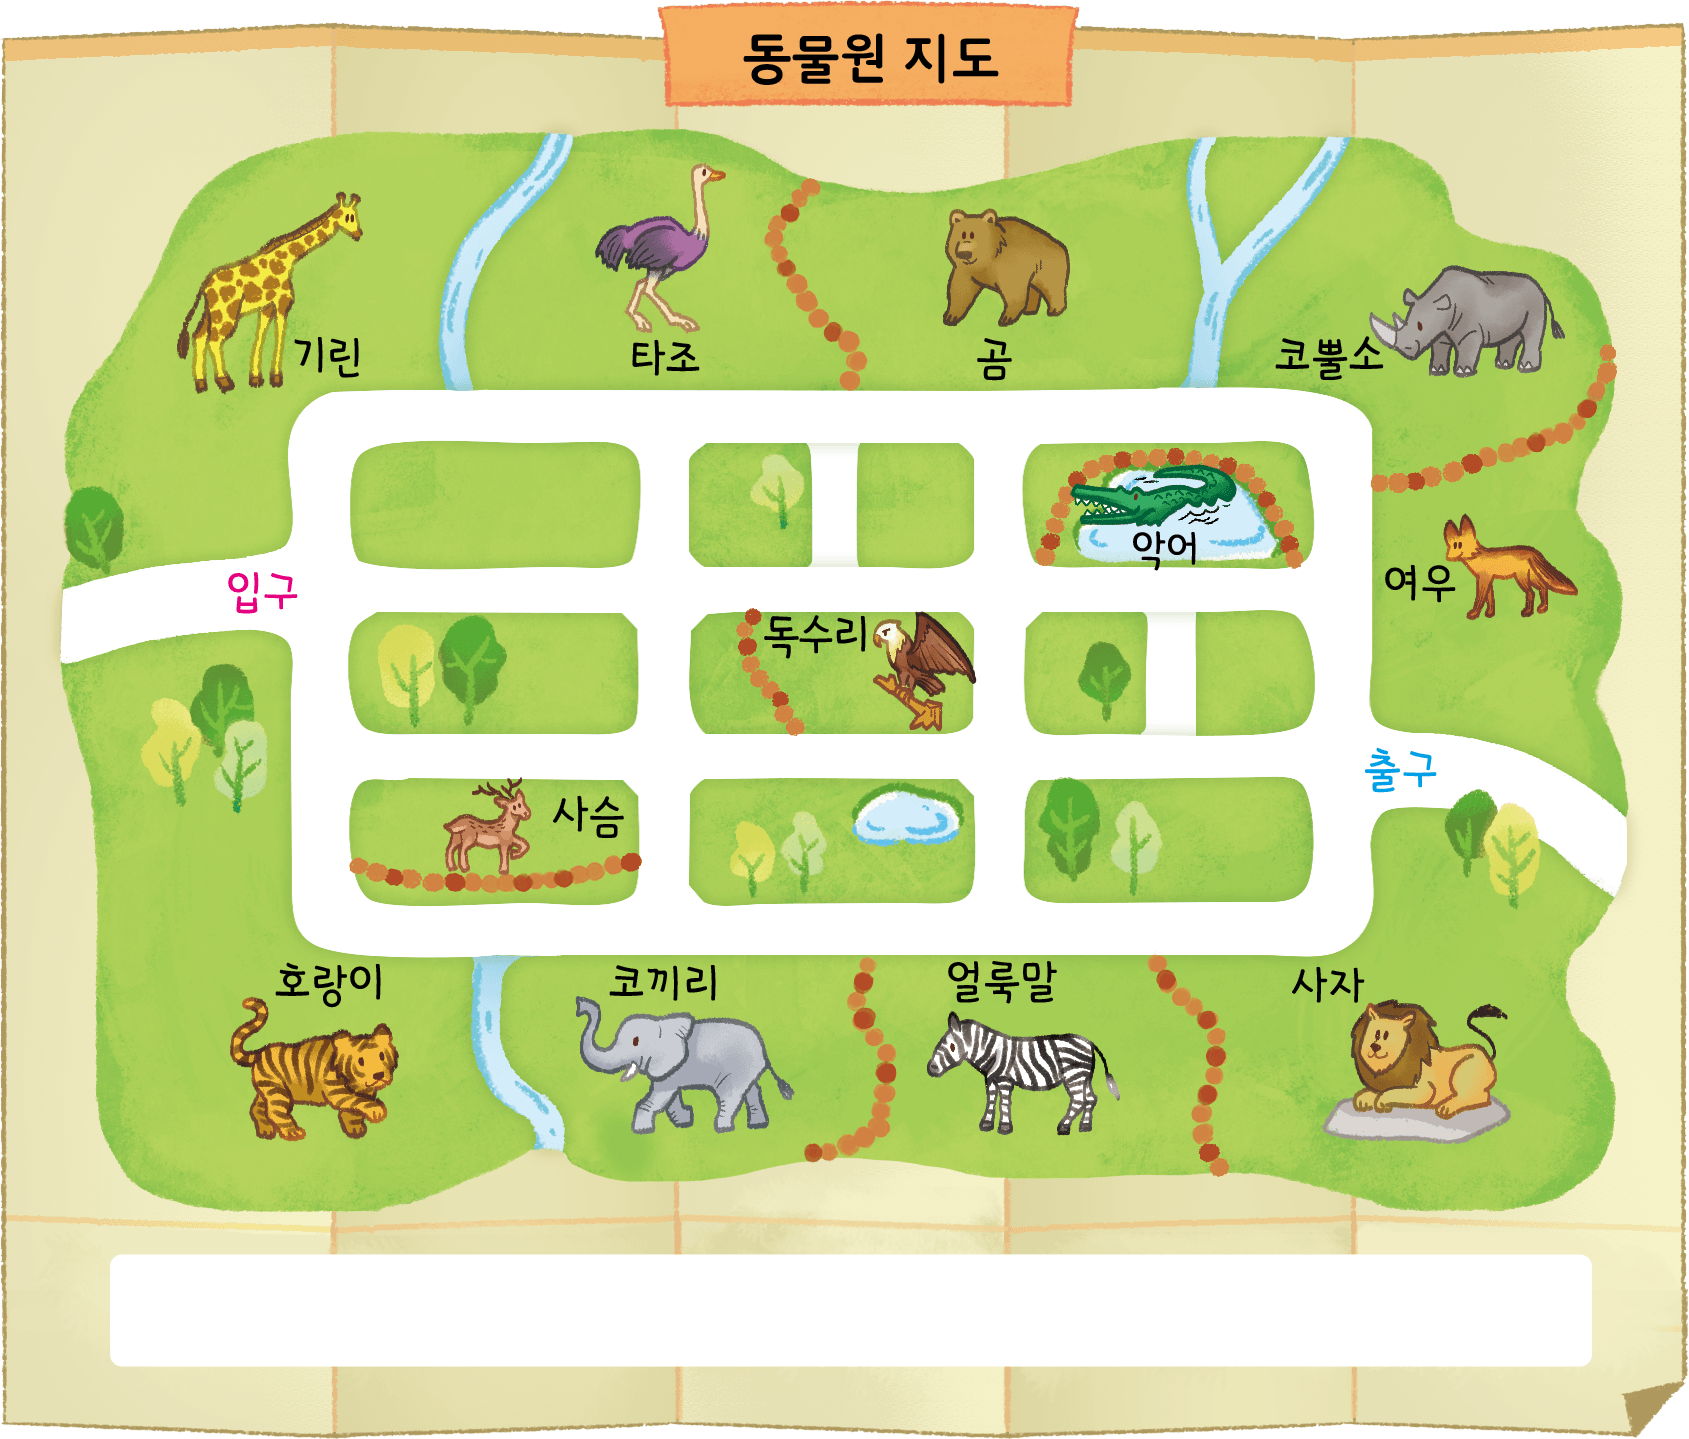 동물원 지도
기린
타조
곰
코뿔소
악어
여우
입구
독수리
출구
사슴
호랑이
코끼리
얼룩말
사자